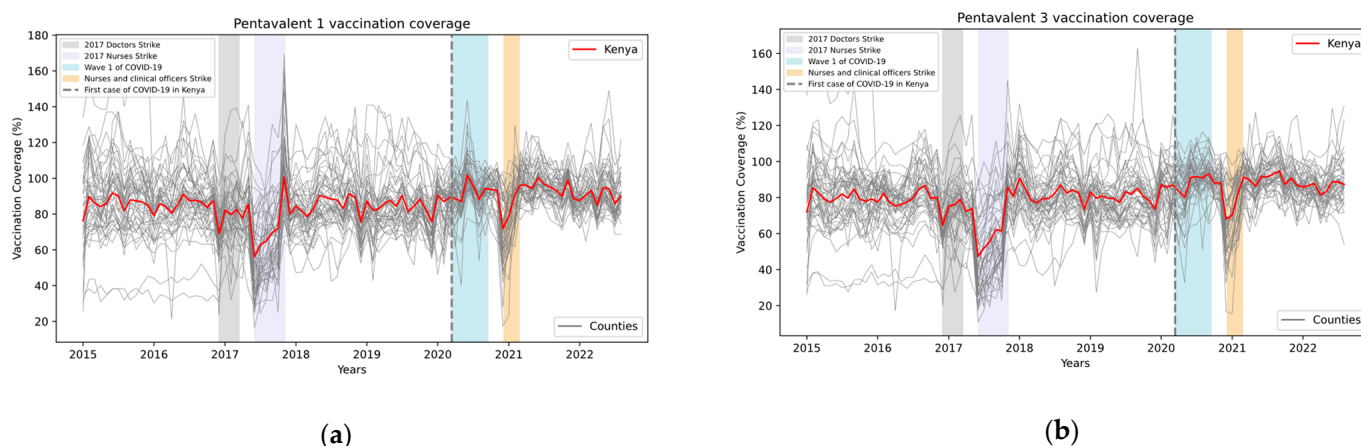 Pentavalent 1 vaccination coverage
180
160
140
120
100
80
60
40
20
Vaccination Coverage (%)
2017 Doctors Strike
2017 Nurses Strike
Wave 1 of COVID-19
Nurses and clinical officers Strike
First case of COVID-19 in Kenya
Kenya
Counties
2015 2016 2017 2018 2019 2020 2021 2022
Years
(a)
Pentavalent 3 vaccination coverage
160
140
120
100
80
60
40
20
Vaccination Coverage (%)
2017 Doctors Strike
2017 Nurses Strike
Wave 1 of COVID-19
Nurses and clinical officers Strike
First case of COVID-19 in Kenya
Kenya
Counties
2015 2016 2017 2018 2019 2020 2021 2022
Years
(b)